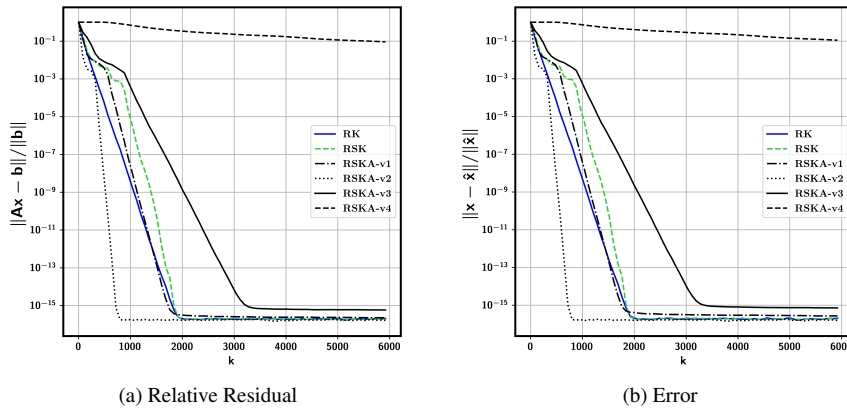 10⁻¹
10⁻³
10⁻⁵
10⁻⁷
10⁻⁹
10⁻¹¹
10⁻¹³
10⁻¹⁵
||Ax − b||/||b||
RK
RSK
RSKA-v1
RSKA-v2
RSKA-v3
RSKA-v4
0 1000 2000 3000 4000 5000 6000
k
(a) Relative Residual
10⁻¹
10⁻³
10⁻⁵
10⁻⁷
10⁻⁹
10⁻¹¹
10⁻¹³
10⁻¹⁵
||x − x̂||/||x̂||
RK
RSK
RSKA-v1
RSKA-v2
RSKA-v3
RSKA-v4
0 1000 2000 3000 4000 5000 6000
k
(b) Error